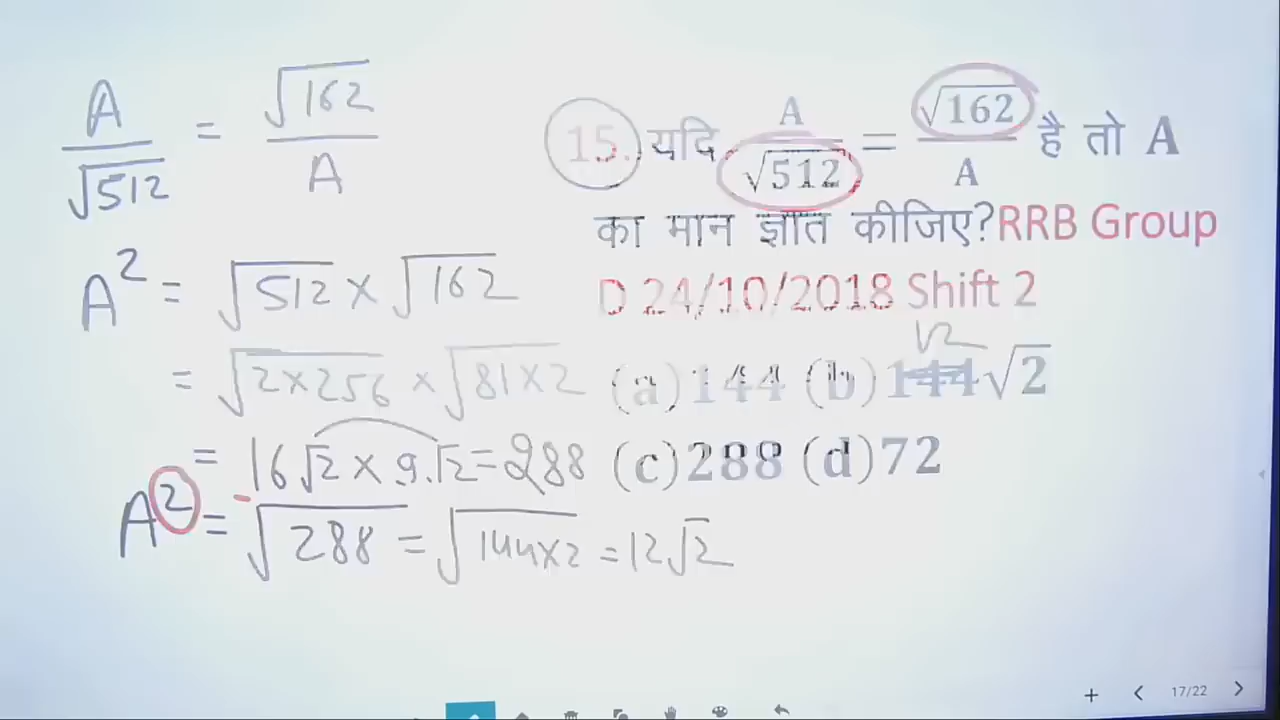 A/√512 = √162/A
A² = √512 × √162
= √2×256 × √81×2
= 16√2 × 9.√2 = 288
A² = √288 = √144×2 = 12√2
15. यदि A/√512 = √162/A है तो A
का मान ज्ञात कीजिए? RRB Group
D 24/10/2018 Shift 2
(a)144 (b)144√2
(c)288 (d)72
17/22